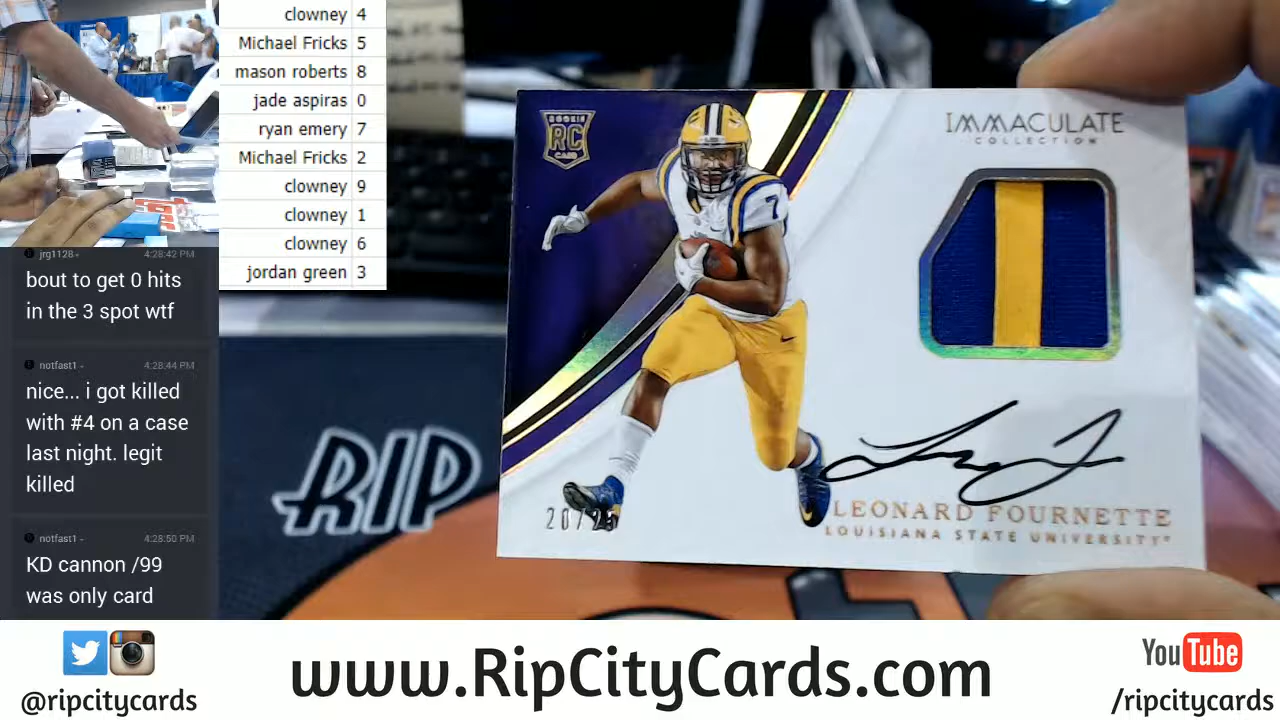 clowney 4
Michael Fricks 5
mason roberts 8
jade aspiras 0
ryan emery 7
Michael Fricks 2
clowney 9
clowney 1
clowney 6
jordan green 3
jrg1128 - 4:28:42 PM
bout to get 0 hits
in the 3 spot wtf
notfast1 - 4:28:44 PM
nice... i got killed
with #4 on a case
last night. legit
killed
notfast1 - 4:28:50 PM
KD cannon /99
was only card
ROOKIE
RC
CARD
IMMACULATE
COLLECTION
7
20/25
LEONARD FOURNETTE
LOUISIANA STATE UNIVERSITY®
RIP
@ripcitycards
www.RipCityCards.com
YouTube
/ripcitycards